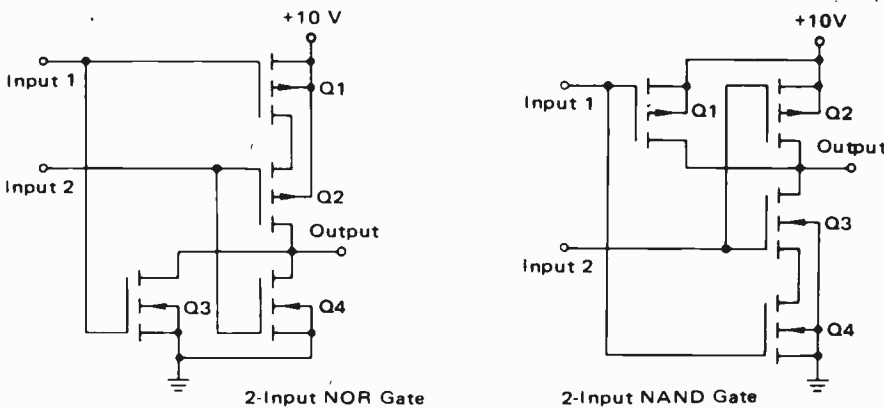 +10 V
Input 1
Q1
Input 2
Q2
Output
Q3
Q4
2-Input NOR Gate
+10V
Input 1
Q1
Q2
Output
Q3
Input 2
Q4
2-Input NAND Gate